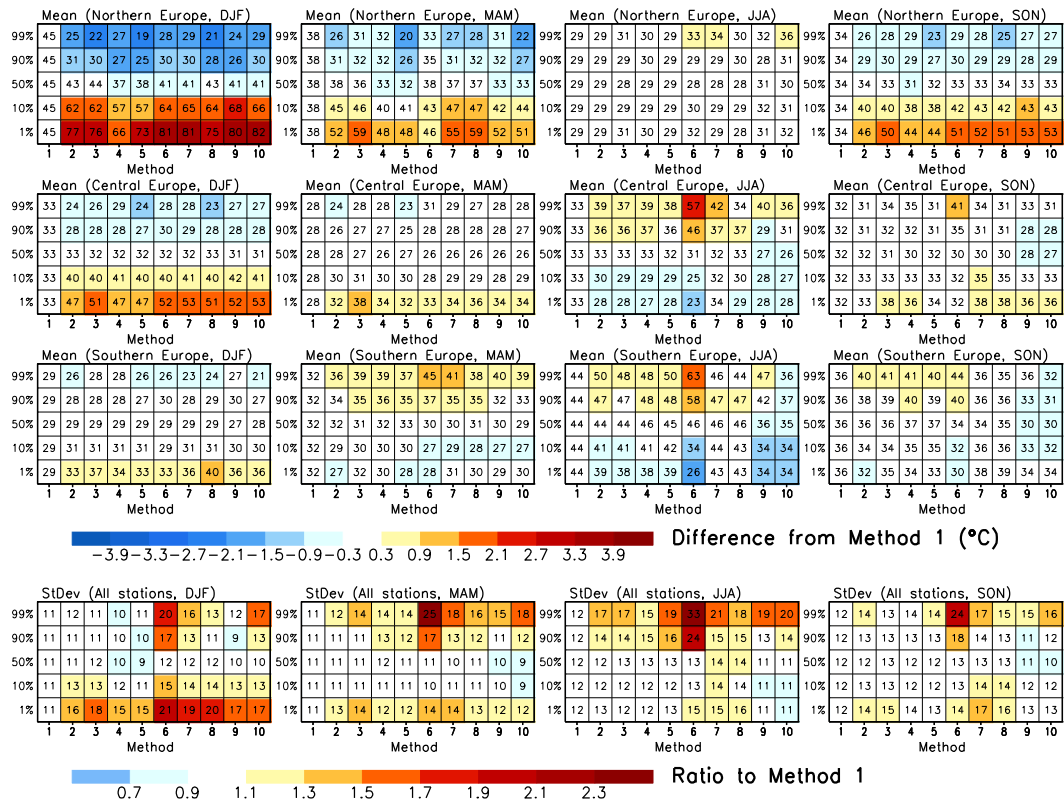 Mean (Northern Europe, DJF) Mean (Northern Europe, MAM) Mean (Northern Europe, JJA) Mean (Northern Europe, SON)
99% 45 25 22 27 19 28 29 21 24 29 99% 38 26 31 32 20 33 27 28 31 22 99% 29 29 31 31 29 33 34 30 32 36 99% 34 26 28 29 23 29 28 25 27 27
90% 45 31 30 27 25 30 30 28 26 30 90% 38 31 32 32 26 33 31 33 32 27 90% 29 29 30 30 29 31 32 29 31 32 90% 34 29 30 29 27 30 30 28 29 29
50% 45 43 44 37 38 41 41 43 41 41 50% 38 38 36 33 32 38 37 37 33 33 50% 29 29 29 29 29 29 29 29 30 30 50% 34 34 34 31 32 34 34 33 33 33
10% 45 62 62 57 57 64 64 64 68 66 10% 38 45 46 40 41 43 47 47 42 44 10% 29 29 29 30 29 29 30 29 32 31 10% 34 40 40 38 38 43 42 42 43 43
1% 45 77 76 66 73 81 81 75 80 82 1% 38 52 59 48 48 46 55 59 52 51 1% 29 29 31 30 29 28 30 28 31 32 1% 34 46 50 44 44 51 52 51 53 53
1 2 3 4 5 6 7 8 9 10 1 2 3 4 5 6 7 8 9 10 1 2 3 4 5 6 7 8 9 10 1 2 3 4 5 6 7 8 9 10
Method Method Method Method
Mean (Central Europe, DJF) Mean (Central Europe, MAM) Mean (Central Europe, JJA) Mean (Central Europe, SON)
99% 33 24 26 29 24 28 28 23 27 27 99% 28 24 28 28 23 31 29 27 28 28 99% 33 39 37 39 38 57 42 34 40 36 99% 32 31 34 33 31 41 34 31 33 31
90% 33 28 28 28 27 30 29 28 28 28 90% 28 26 28 27 26 27 27 27 25 27 90% 33 36 36 37 36 46 37 37 29 31 90% 32 31 33 32 31 35 31 34 28 28
50% 33 33 32 32 32 32 33 32 31 31 50% 28 28 27 27 27 28 28 28 26 26 50% 33 33 33 33 33 32 33 33 27 26 50% 32 32 32 32 32 31 30 30 28 27
10% 33 40 40 41 40 40 41 40 42 41 10% 28 30 31 30 30 28 26 28 29 29 10% 33 30 29 29 29 25 32 30 28 27 10% 32 33 33 33 32 33 35 33 33 33
1% 33 47 51 47 47 52 53 51 52 53 1% 28 32 38 34 32 33 34 36 34 34 1% 33 28 28 27 28 23 34 29 28 28 1% 32 33 38 36 34 32 38 38 36 36
1 2 3 4 5 6 7 8 9 10 1 2 3 4 5 6 7 8 9 10 1 2 3 4 5 6 7 8 9 10 1 2 3 4 5 6 7 8 9 10
Method Method Method Method
Mean (Southern Europe, DJF) Mean (Southern Europe, MAM) Mean (Southern Europe, JJA) Mean (Southern Europe, SON)
99% 29 26 28 28 26 26 23 24 27 21 99% 32 36 39 39 37 45 41 38 40 39 99% 44 50 48 48 50 63 46 44 47 36 99% 36 40 41 41 40 44 36 36 36 32
90% 29 28 28 27 28 29 28 27 27 30 90% 32 33 35 36 35 37 35 35 33 33 90% 44 47 47 48 48 58 47 47 42 37 90% 36 38 39 40 38 40 37 39 33 31
50% 29 29 29 29 29 29 29 29 27 28 50% 32 32 31 31 33 30 30 31 30 29 50% 44 44 44 45 46 48 46 46 36 35 50% 36 36 36 35 35 34 37 36 30 30
10% 29 31 31 31 31 29 31 31 30 30 10% 32 29 30 30 30 27 29 28 27 27 10% 44 41 41 41 42 34 44 42 34 34 10% 36 36 34 34 36 32 36 33 32 32
1% 29 33 37 34 33 33 36 40 36 36 1% 32 27 32 30 28 28 31 30 29 30 1% 44 39 38 38 39 26 43 43 34 34 1% 36 32 35 34 33 30 38 39 34 34
1 2 3 4 5 6 7 8 9 10 1 2 3 4 5 6 7 8 9 10 1 2 3 4 5 6 7 8 9 10 1 2 3 4 5 6 7 8 9 10
Method Method Method Method
−3.9 −3.3 −2.7 −2.1 −1.5 −0.9 −0.3 0.3 0.9 1.5 2.1 2.7 3.3 3.9 Difference from Method 1 (°C)
StDev (All stations, DJF) StDev (All stations, MAM) StDev (All stations, JJA) StDev (All stations, SON)
99% 11 12 11 10 11 20 16 13 12 17 99% 11 12 14 14 14 25 18 16 15 18 99% 12 17 17 15 19 33 21 18 19 20 99% 12 14 13 14 14 24 17 15 15 16
90% 11 11 11 11 10 17 13 11 9 13 90% 11 11 11 13 12 17 13 12 11 12 90% 12 14 14 15 16 24 15 15 13 14 90% 12 13 13 13 13 18 14 13 11 12
50% 11 11 12 10 9 12 12 12 10 10 50% 11 11 11 11 11 10 11 11 10 9 50% 12 12 13 13 13 13 14 14 11 11 50% 12 12 13 13 13 13 13 13 11 10
10% 11 13 13 12 11 15 14 14 13 13 10% 11 11 11 11 11 10 11 11 10 9 10% 12 12 12 13 13 12 14 12 11 11 10% 12 12 12 12 12 13 14 14 12 12
1% 11 16 18 15 15 21 19 20 17 17 1% 11 13 14 12 12 14 14 13 12 12 1% 12 12 13 13 13 15 15 16 12 11 1% 12 14 15 13 13 14 17 16 13 13
1 2 3 4 5 6 7 8 9 10 1 2 3 4 5 6 7 8 9 10 1 2 3 4 5 6 7 8 9 10 1 2 3 4 5 6 7 8 9 10
Method Method Method Method
0.7 0.9 1.1 1.3 1.5 1.7 1.9 2.1 2.3 Ratio to Method 1